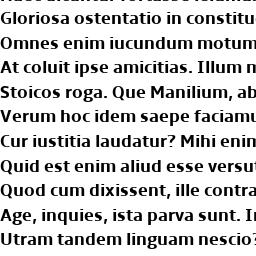 Gloriosa ostentatio in constitu
Omnes enim iucundum motum
At coluit ipse amicitias. Illum m
Stoicos roga. Que Manilium, ab
Verum hoc idem saepe faciamu
Cur iustitia laudatur? Mihi enim
Quid est enim aliud esse versut
Quod cum dixissent, ille contra
Age, inquies, ista parva sunt. I
Utram tandem linguam nescio?